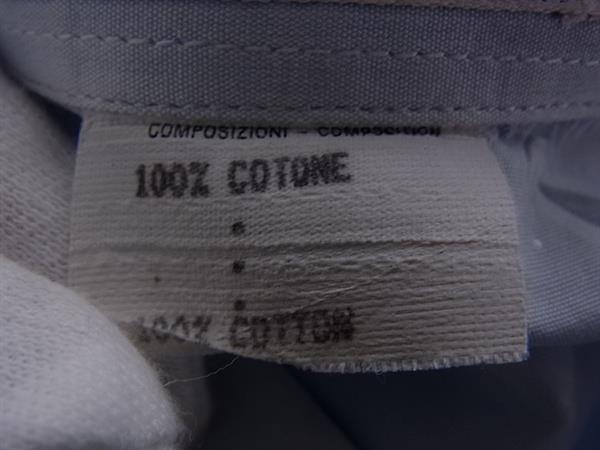 COMPOSIZIONI - COMPOSITION
100% COTONE
100% COTTON